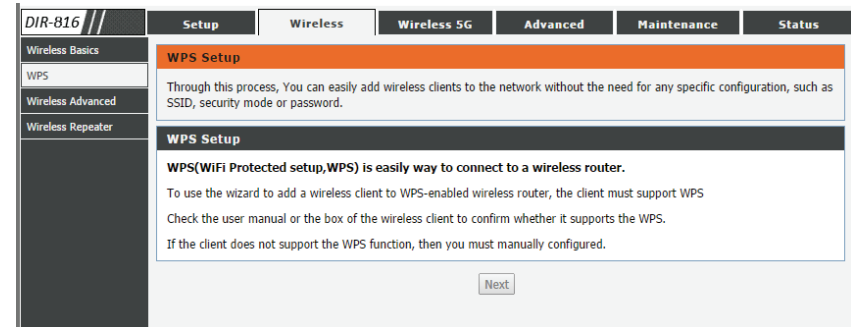 DIR-816 //
Setup Wireless Wireless 5G Advanced Maintenance Status
Wireless Basics
WPS
Wireless Advanced
Wireless Repeater
WPS Setup
Through this process, You can easily add wireless clients to the network without the need for any specific configuration, such as
SSID, security mode or password.
WPS Setup
WPS(WiFi Protected setup,WPS) is easily way to connect to a wireless router.
To use the wizard to add a wireless client to WPS-enabled wireless router, the client must support WPS
Check the user manual or the box of the wireless client to confirm whether it supports the WPS.
If the client does not support the WPS function, then you must manually configured.
Next